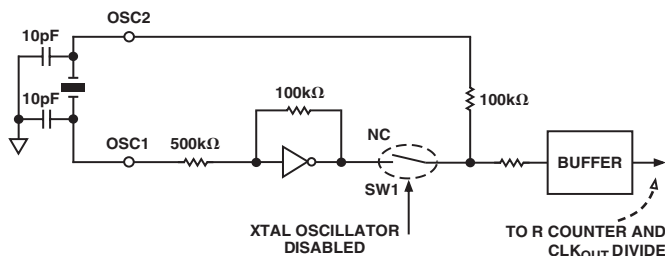 OSC2
10pF
10pF
100kΩ
100kΩ
OSC1
500kΩ
NC
BUFFER
SW1
XTAL OSCILLATOR
DISABLED
TO R COUNTER AND
CLKOUT DIVIDE